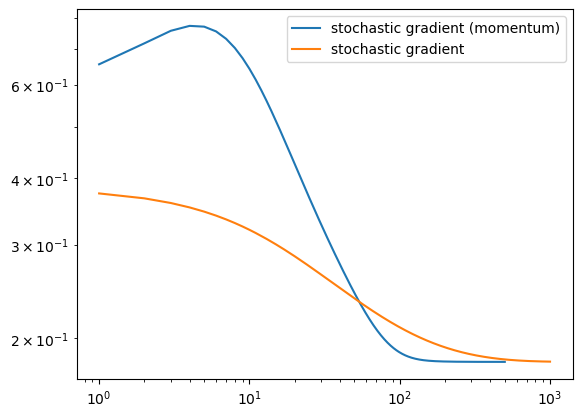 stochastic gradient (momentum)
stochastic gradient
6 × 10⁻¹
4 × 10⁻¹
3 × 10⁻¹
2 × 10⁻¹
10⁰
10¹
10²
10³